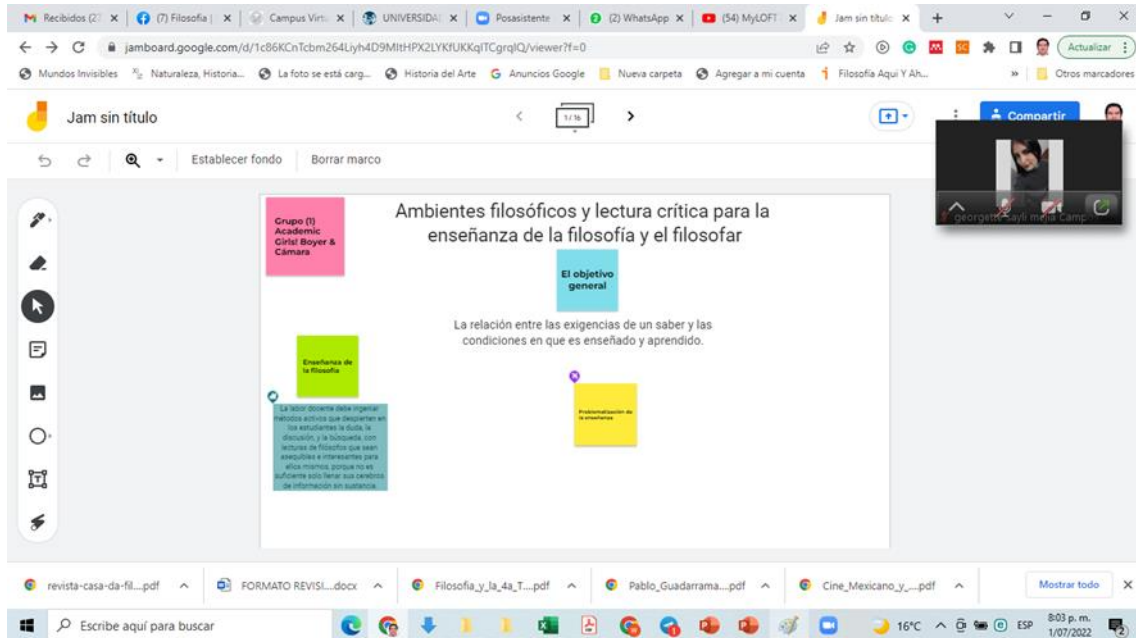 Recibidos (27
(7) Filosofia |
Campus Virtu
UNIVERSIDA
Posasistente
(2) WhatsApp
(54) MyLOFT
Jam sin título
jamboard.google.com/d/1c86KCnTcbm264Liyh4D9MItHPX2LYKfUKKqITCgrqIQ/viewer?f=0
Actualizar
Mundos Invisibles
Naturaleza, Historia...
La foto se está carg...
Historia del Arte
Anuncios Google
Nueva carpeta
Agregar a mi cuenta
Filosofía Aquí Y Ah...
»
Otros marcadores
Jam sin título
1/16
Compartir
Establecer fondo
Borrar marco
georgette sayli mejia Camp
Grupo (1)
Academic
Girls! Boyer &
Cámara
Ambientes filosóficos y lectura crítica para la
enseñanza de la filosofía y el filosofar
El objetivo
general
La relación entre las exigencias de un saber y las
condiciones en que es enseñado y aprendido.
Enseñanza de
la filosofía
Problematización de
la enseñanza
La labor docente debe ingeniar
métodos activos que despierten en
los estudiantes la duda, la
discusión, y la búsqueda, con
lecturas de filósofos que sean
asequibles e interesantes para
ellos mismos, porque no es
suficiente solo llenar sus cerebros
de información sin sustancia.
revista-casa-da-fil....pdf
FORMATO REVISI....docx
Filosofia_y_la_4a_T....pdf
Pablo_Guadarrama....pdf
Cine_Mexicano_y_....pdf
Mostrar todo
Escribe aquí para buscar
16°C
ESP
8:03 p. m.
1/07/2022
2